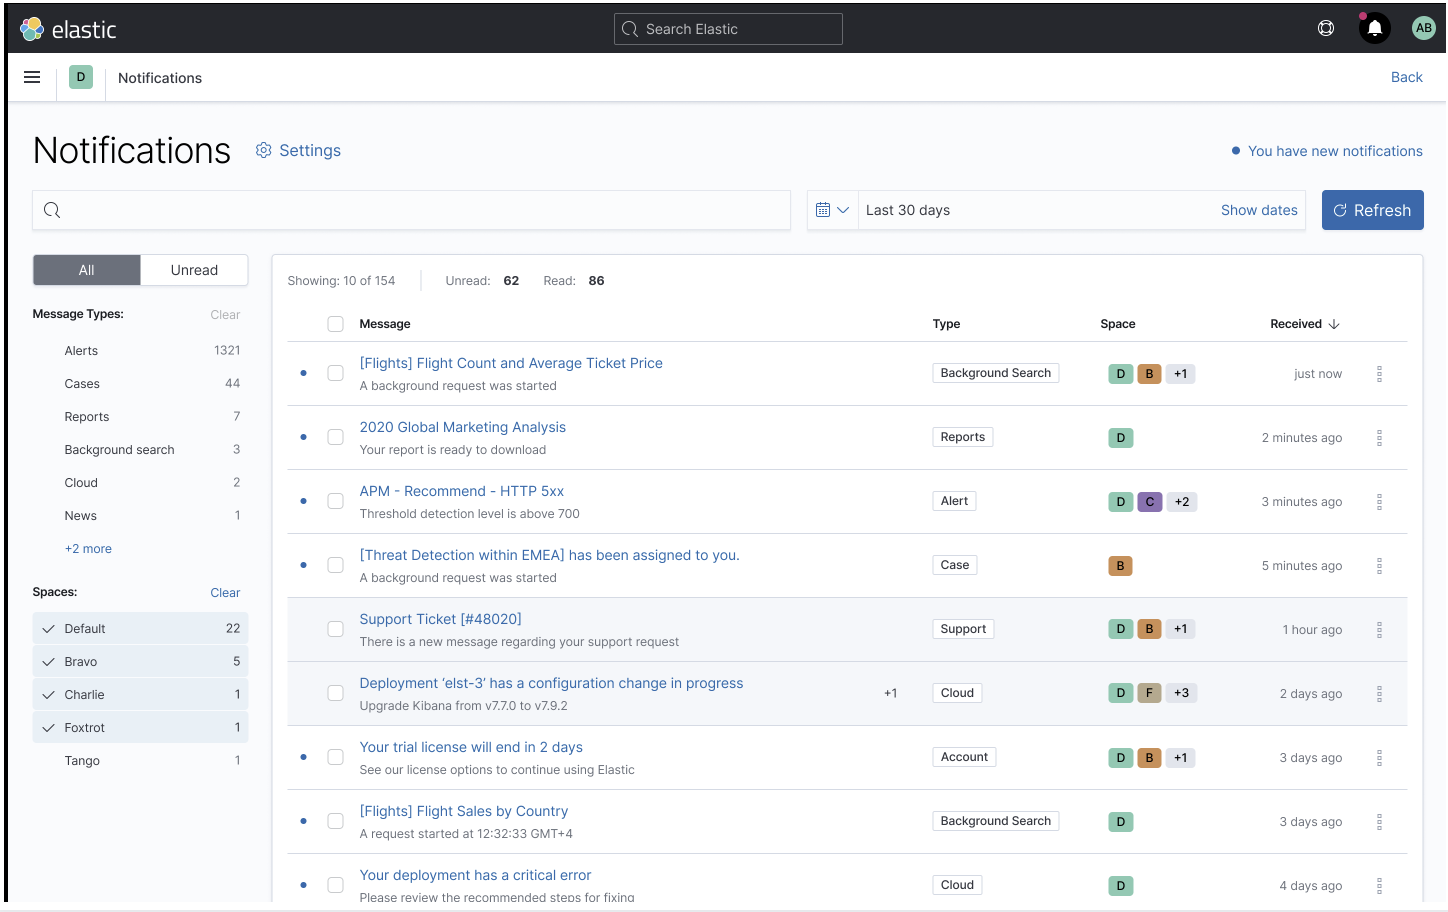 elastic
Search Elastic
AB
D
Notifications
Back
Notifications
Settings
You have new notifications
Last 30 days
Show dates
Refresh
All
Unread
Message Types:
Clear
Alerts 1321
Cases 44
Reports 7
Background search 3
Cloud 2
News 1
+2 more
Spaces:
Clear
Default 22
Bravo 5
Charlie 1
Foxtrot 1
Tango 1
Showing: 10 of 154 Unread: 62 Read: 86
Message Type Space Received
[Flights] Flight Count and Average Ticket Price
A background request was started
Background Search D B +1 just now
2020 Global Marketing Analysis
Your report is ready to download
Reports D 2 minutes ago
APM - Recommend - HTTP 5xx
Threshold detection level is above 700
Alert D C +2 3 minutes ago
[Threat Detection within EMEA] has been assigned to you.
A background request was started
Case B 5 minutes ago
Support Ticket [#48020]
There is a new message regarding your support request
Support D B +1 1 hour ago
Deployment ‘elst-3’ has a configuration change in progress
Upgrade Kibana from v7.7.0 to v7.9.2
+1 Cloud D F +3 2 days ago
Your trial license will end in 2 days
See our license options to continue using Elastic
Account D B +1 3 days ago
[Flights] Flight Sales by Country
A request started at 12:32:33 GMT+4
Background Search D 3 days ago
Your deployment has a critical error
Please review the recommended steps for fixing
Cloud D 4 days ago